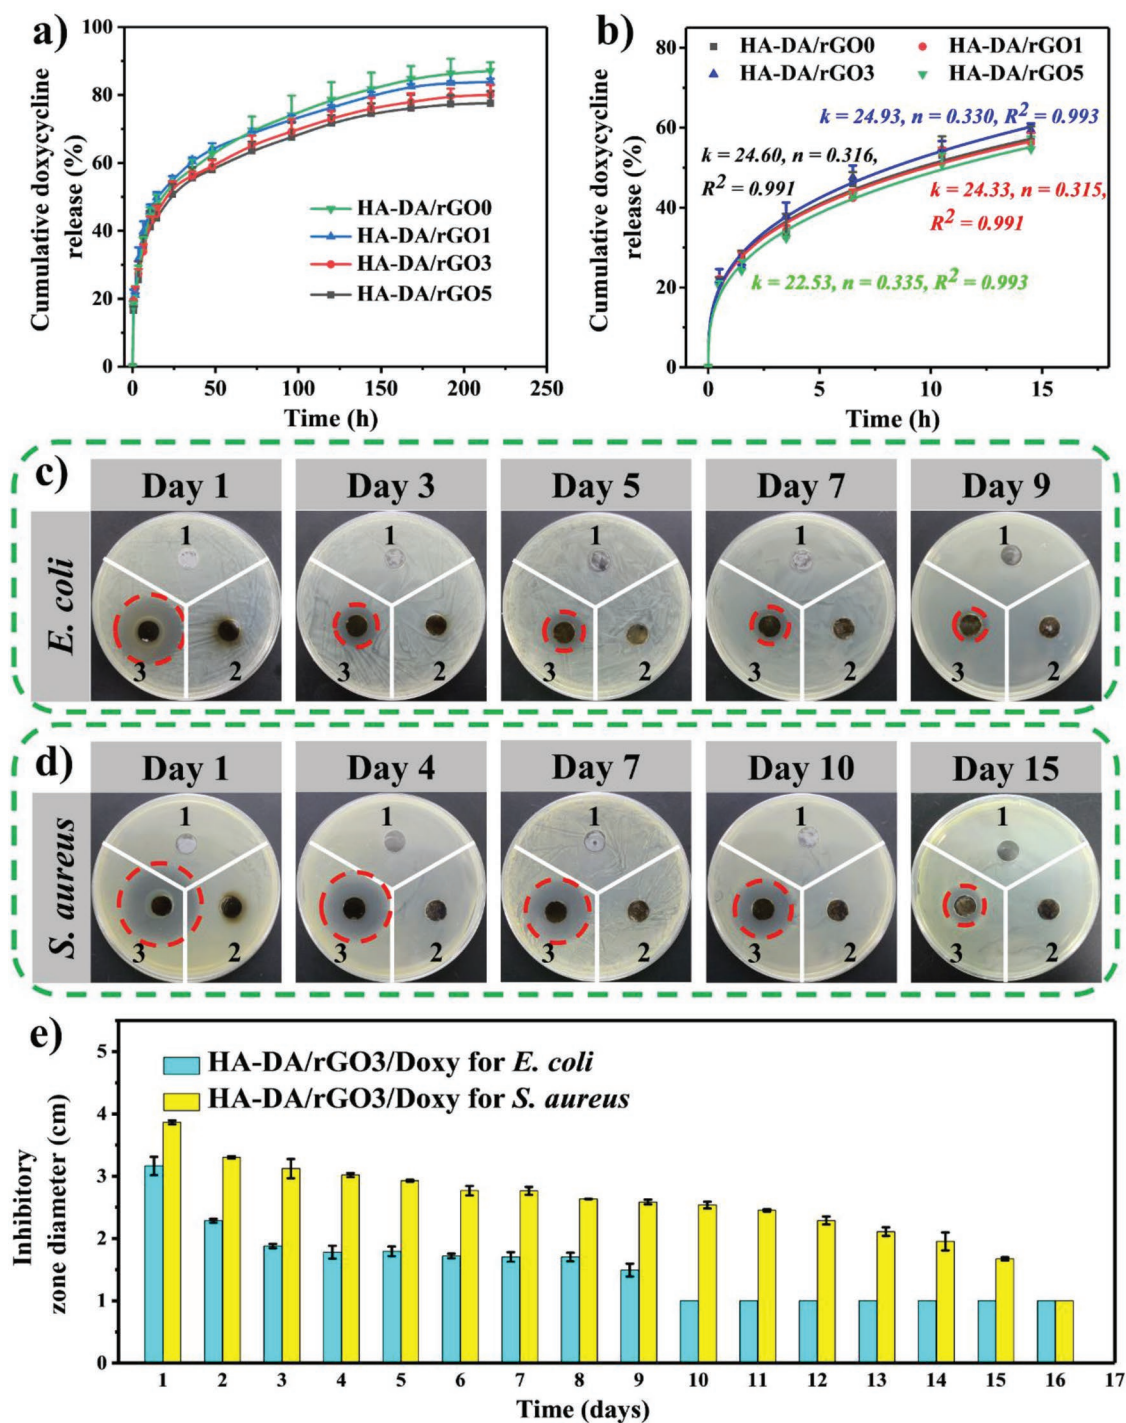 a)
100
80
60
40
20
0
Cumulative doxycycline
release (%)
HA-DA/rGO0
HA-DA/rGO1
HA-DA/rGO3
HA-DA/rGO5
0 50 100 150 200 250
Time (h)
b)
80
60
40
20
0
Cumulative doxycycline
release (%)
HA-DA/rGO0 HA-DA/rGO1
HA-DA/rGO3 HA-DA/rGO5
k = 24.93, n = 0.330, R² = 0.993
k = 24.60, n = 0.316,
R² = 0.991
k = 24.33, n = 0.315,
R² = 0.991
k = 22.53, n = 0.335, R² = 0.993
0 5 10 15
Time (h)
c)
Day 1 Day 3 Day 5 Day 7 Day 9
E. coli
1 1 1 1 1
3 2 3 2 3 2 3 2 3 2
d)
Day 1 Day 4 Day 7 Day 10 Day 15
S. aureus
1 1 1 1 1
3 2 3 2 3 2 3 2 3 2
e)
5
4
3
2
1
0
Inhibitory
zone diameter (cm)
HA-DA/rGO3/Doxy for E. coli
HA-DA/rGO3/Doxy for S. aureus
1 2 3 4 5 6 7 8 9 10 11 12 13 14 15 16 17
Time (days)